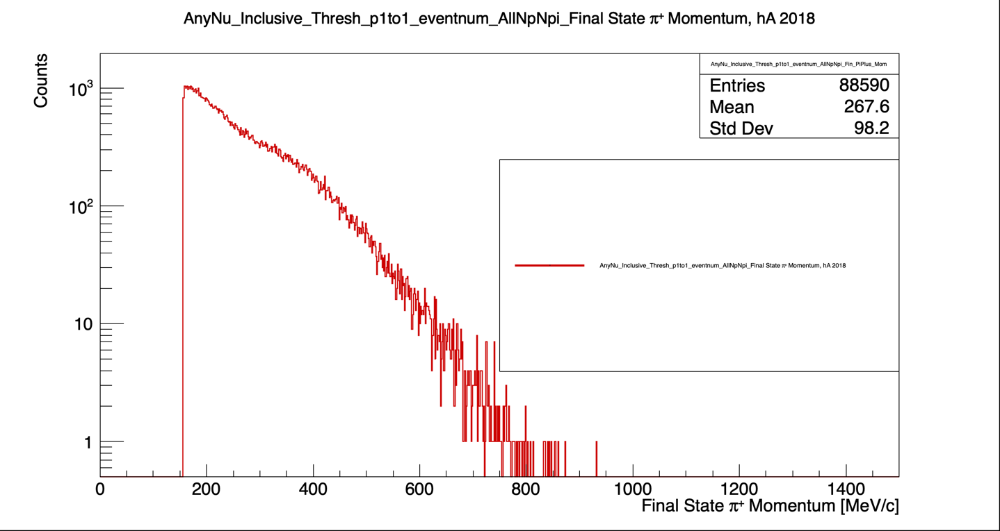 AnyNu_Inclusive_Thresh_p1to1_eventnum_AllNpNpi_Final State π⁺ Momentum, hA 2018
Counts
AnyNu_Inclusive_Thresh_p1to1_eventnum_AllNpNpi_Fin_PiPlus_Mom
Entries 88590
Mean 267.6
Std Dev 98.2
10³
10²
10
1
AnyNu_Inclusive_Thresh_p1to1_eventnum_AllNpNpi_Final State π⁺ Momentum, hA 2018
0 200 400 600 800 1000 1200 1400
Final State π⁺ Momentum [MeV/c]